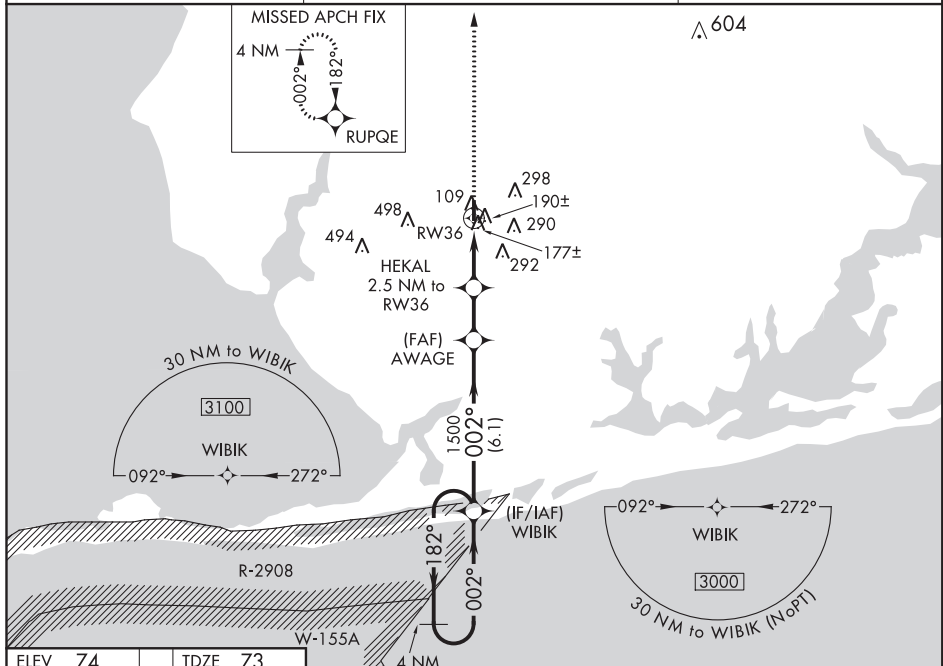 MISSED APCH FIX
4 NM
002°
182°
RUPQE
604
298
109
190±
498
RW36
290
494
177±
292
HEKAL
2.5 NM to
RW36
(FAF)
AWAGE
30 NM to WIBIK
3100
WIBIK
092°
272°
1500
002°
(6.1)
(IF/IAF)
WIBIK
092°
272°
WIBIK
3000
30 NM to WIBIK (NoPT)
182°
002°
R-2908
W-155A
4 NM
ELEV 74
TDZE 73